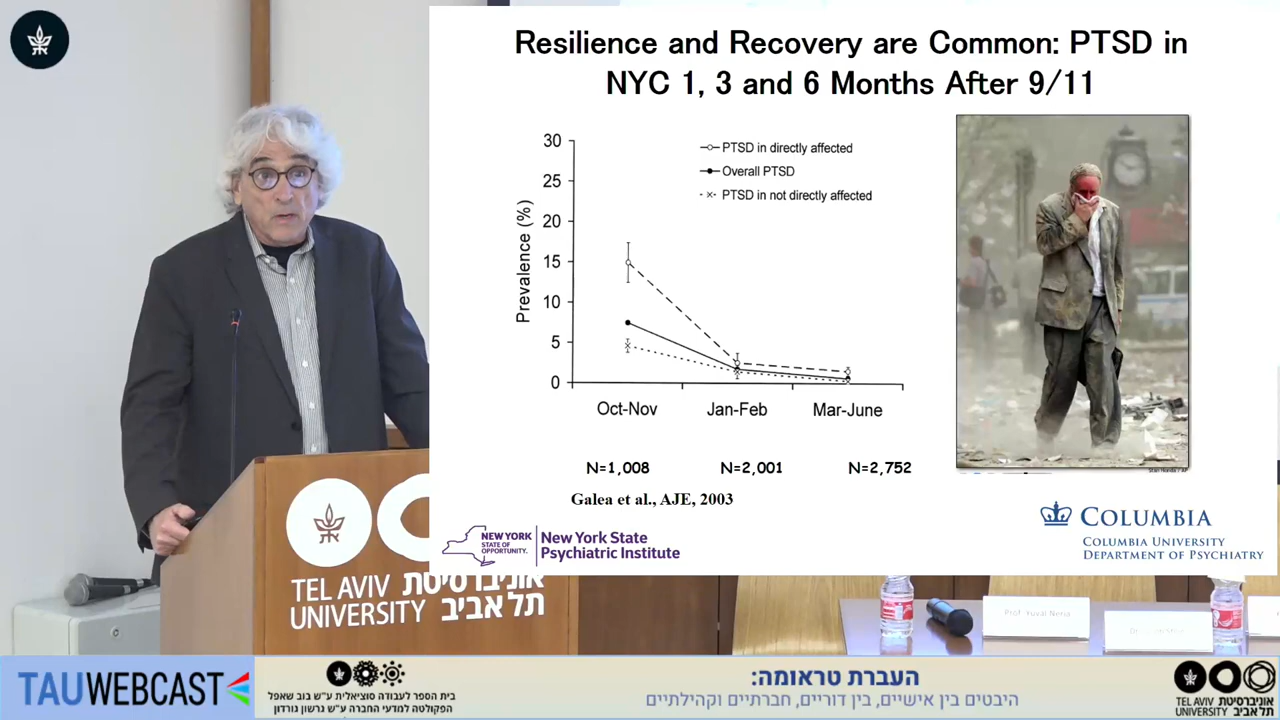 Resilience and Recovery are Common: PTSD in
NYC 1, 3 and 6 Months After 9/11
30
25
20
15
10
5
0
Prevalence (%)
PTSD in directly affected
Overall PTSD
PTSD in not directly affected
Oct-Nov
Jan-Feb
Mar-June
N=1,008
N=2,001
N=2,752
Galea et al., AJE, 2003
NEW YORK
STATE OF
OPPORTUNITY.
New York State
Psychiatric Institute
COLUMBIA
COLUMBIA UNIVERSITY
DEPARTMENT OF PSYCHIATRY
TEL AVIV אוניברסיטת
UNIVERSITY תל אביב
Prof. Yuval Neria
TAUWEBCAST
בית הספר לעבודה סוציאלית ע"ש בוב שאפל
הפקולטה למדעי החברה ע"ש גרשון גורדון
העברת טראומה:
היבטים בין אישיים, בין דוריים, חברתיים וקהילתיים
TEL AVIV אוניברסיטת
UNIVERSITY תל אביב